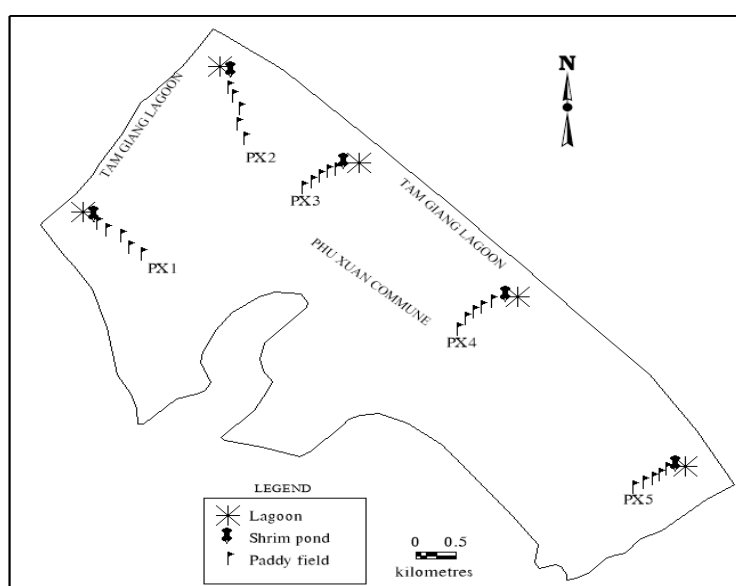 N
TAM GIANG LAGOON
PX2
PX3
TAM GIANG LAGOON
PX1
PHU XUAN COMMUNE
PX4
PX5
LEGEND
Lagoon
Shrim pond
Paddy field
0 0.5
kilometres